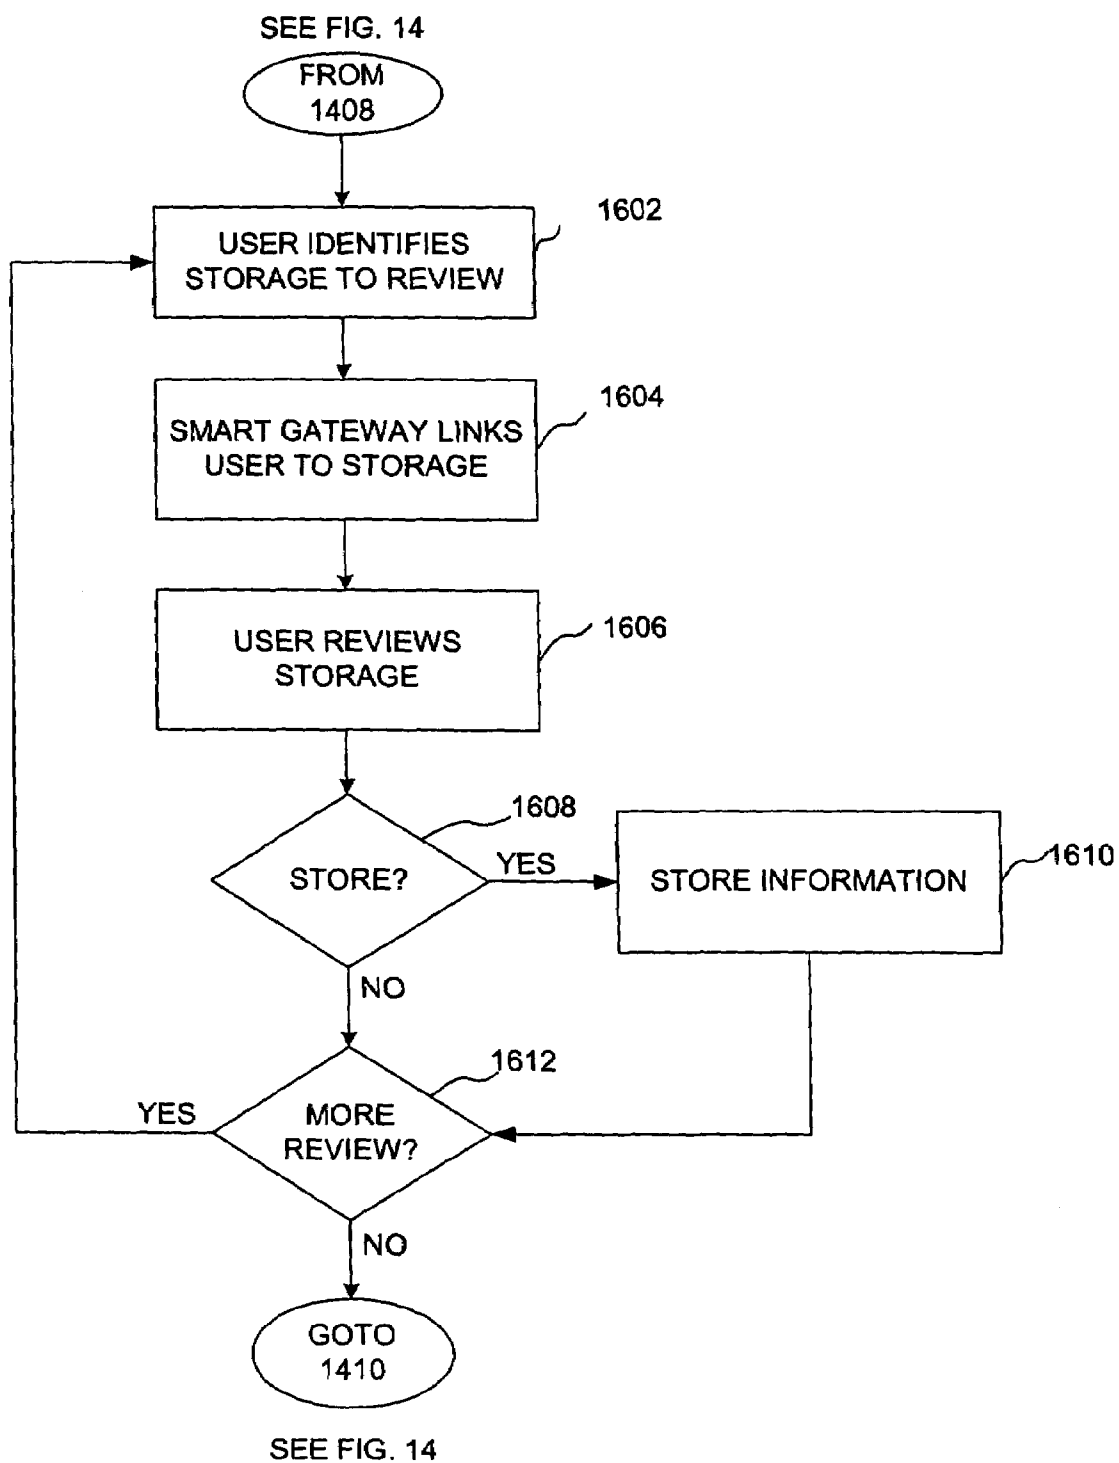 SEE FIG. 14
FROM
1408
1602
USER IDENTIFIES
STORAGE TO REVIEW
1604
SMART GATEWAY LINKS
USER TO STORAGE
1606
USER REVIEWS
STORAGE
1608
STORE?
YES
1610
STORE INFORMATION
NO
1612
YES
MORE
REVIEW?
NO
GOTO
1410
SEE FIG. 14